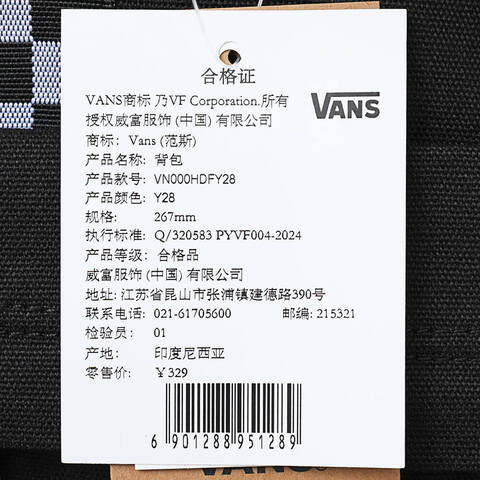 合格证
VANS商标 乃VF Corporation.所有
授权威富服饰 (中国) 有限公司
VANS
商标：Vans (范斯)
产品名称: 背包
产品款号: VN000HDFY28
产品颜色: Y28
规格: 267mm
执行标准: Q/320583 PYVF004-2024
产品等级: 合格品
威富服饰 (中国) 有限公司
地址: 江苏省昆山市张浦镇建德路390号
联系电话: 021-61705600 邮编: 215321
检验员: 01
产地: 印度尼西亚
零售价: ￥329
6 901288 951289
VANS